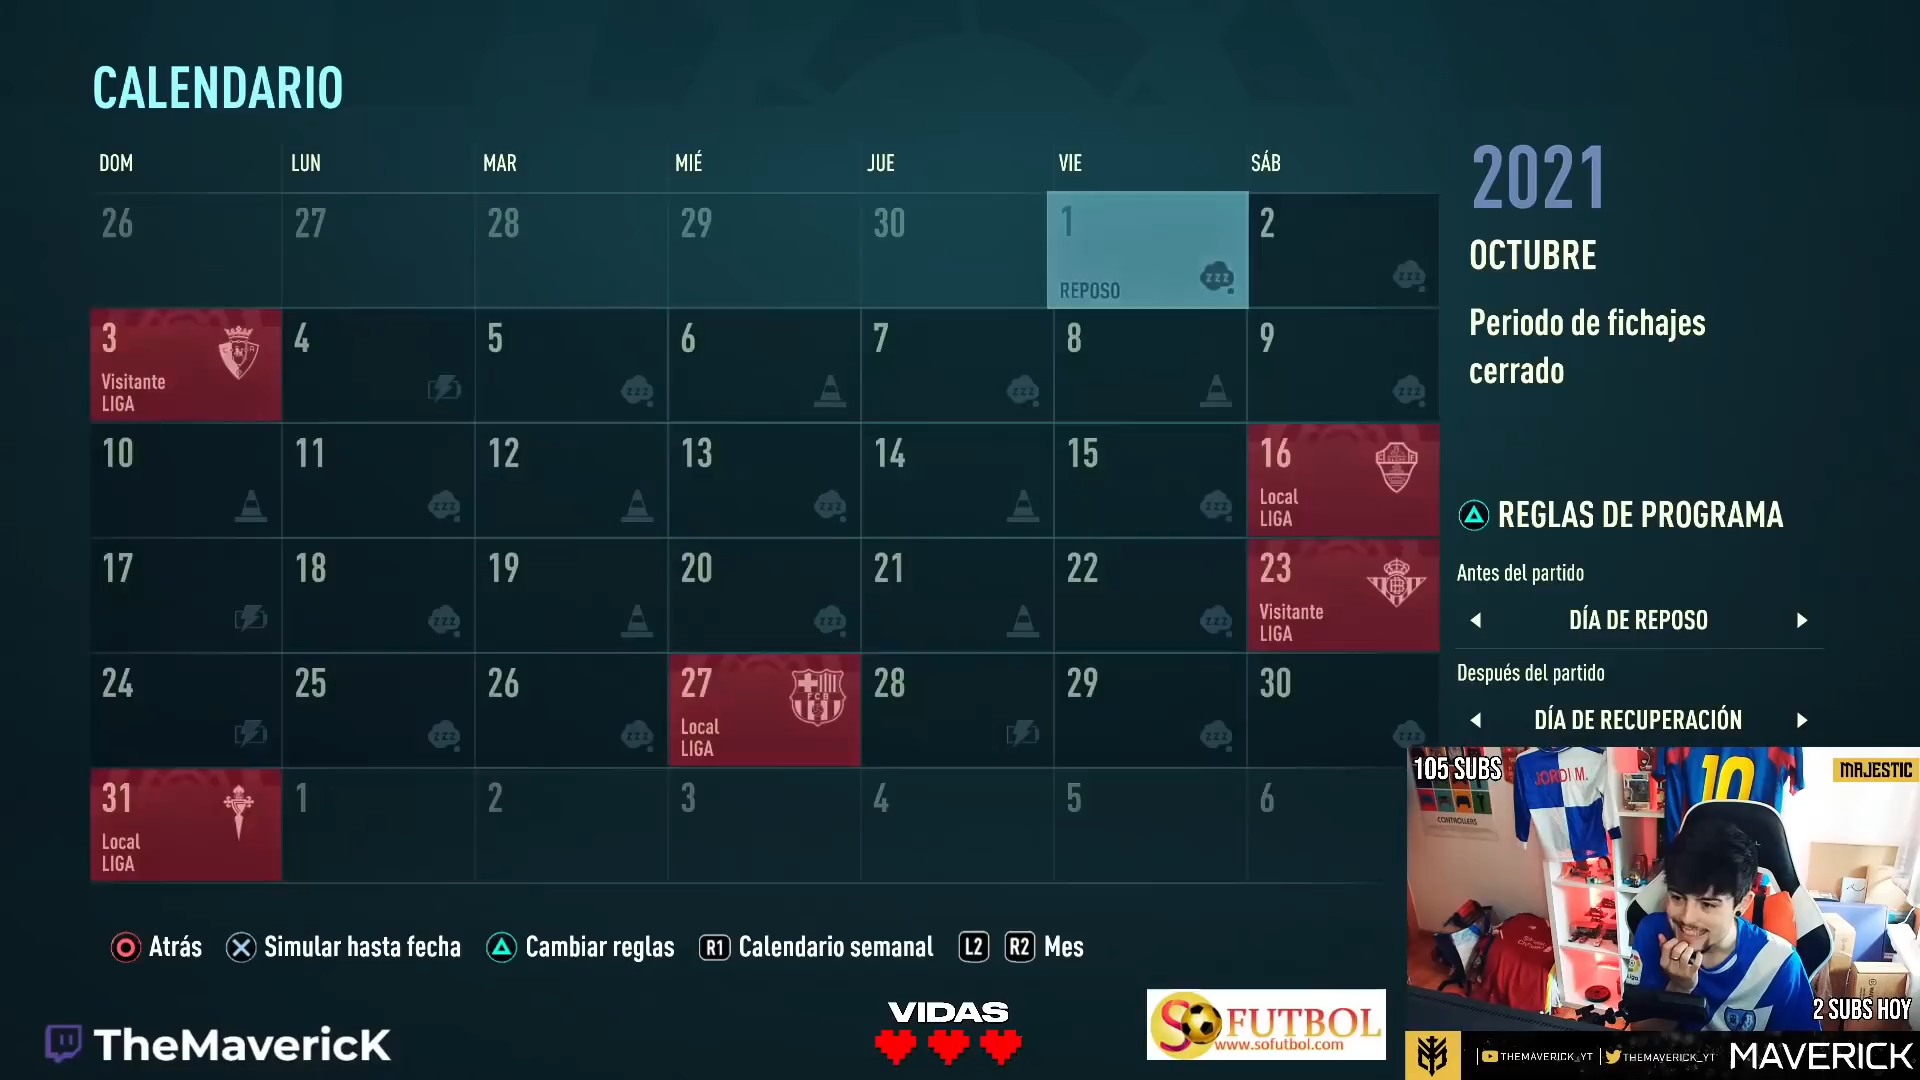 CALENDARIO
DOM LUN MAR MIÉ JUE VIE SÁB
26 27 28 29 30 1 2
REPOSO
3 4 5 6 7 8 9
Visitante
LIGA
10 11 12 13 14 15 16
Local
LIGA
17 18 19 20 21 22 23
Visitante
LIGA
24 25 26 27 28 29 30
Local
LIGA
31 1 2 3 4 5 6
Local
LIGA
2021
OCTUBRE
Periodo de fichajes
cerrado
REGLAS DE PROGRAMA
Antes del partido
DÍA DE REPOSO
Después del partido
DÍA DE RECUPERACIÓN
Atrás Simular hasta fecha Cambiar reglas R1 Calendario semanal L2 R2 Mes
105 SUBS
JORDI M.
10
MAJESTIC
CONTROLLERS
2 SUBS HOY
TheMavericK
VIDAS
SOFUTBOL
www.sofutbol.com
THEMAVERICK_YT
THEMAVERICK_YT
MAVERICK